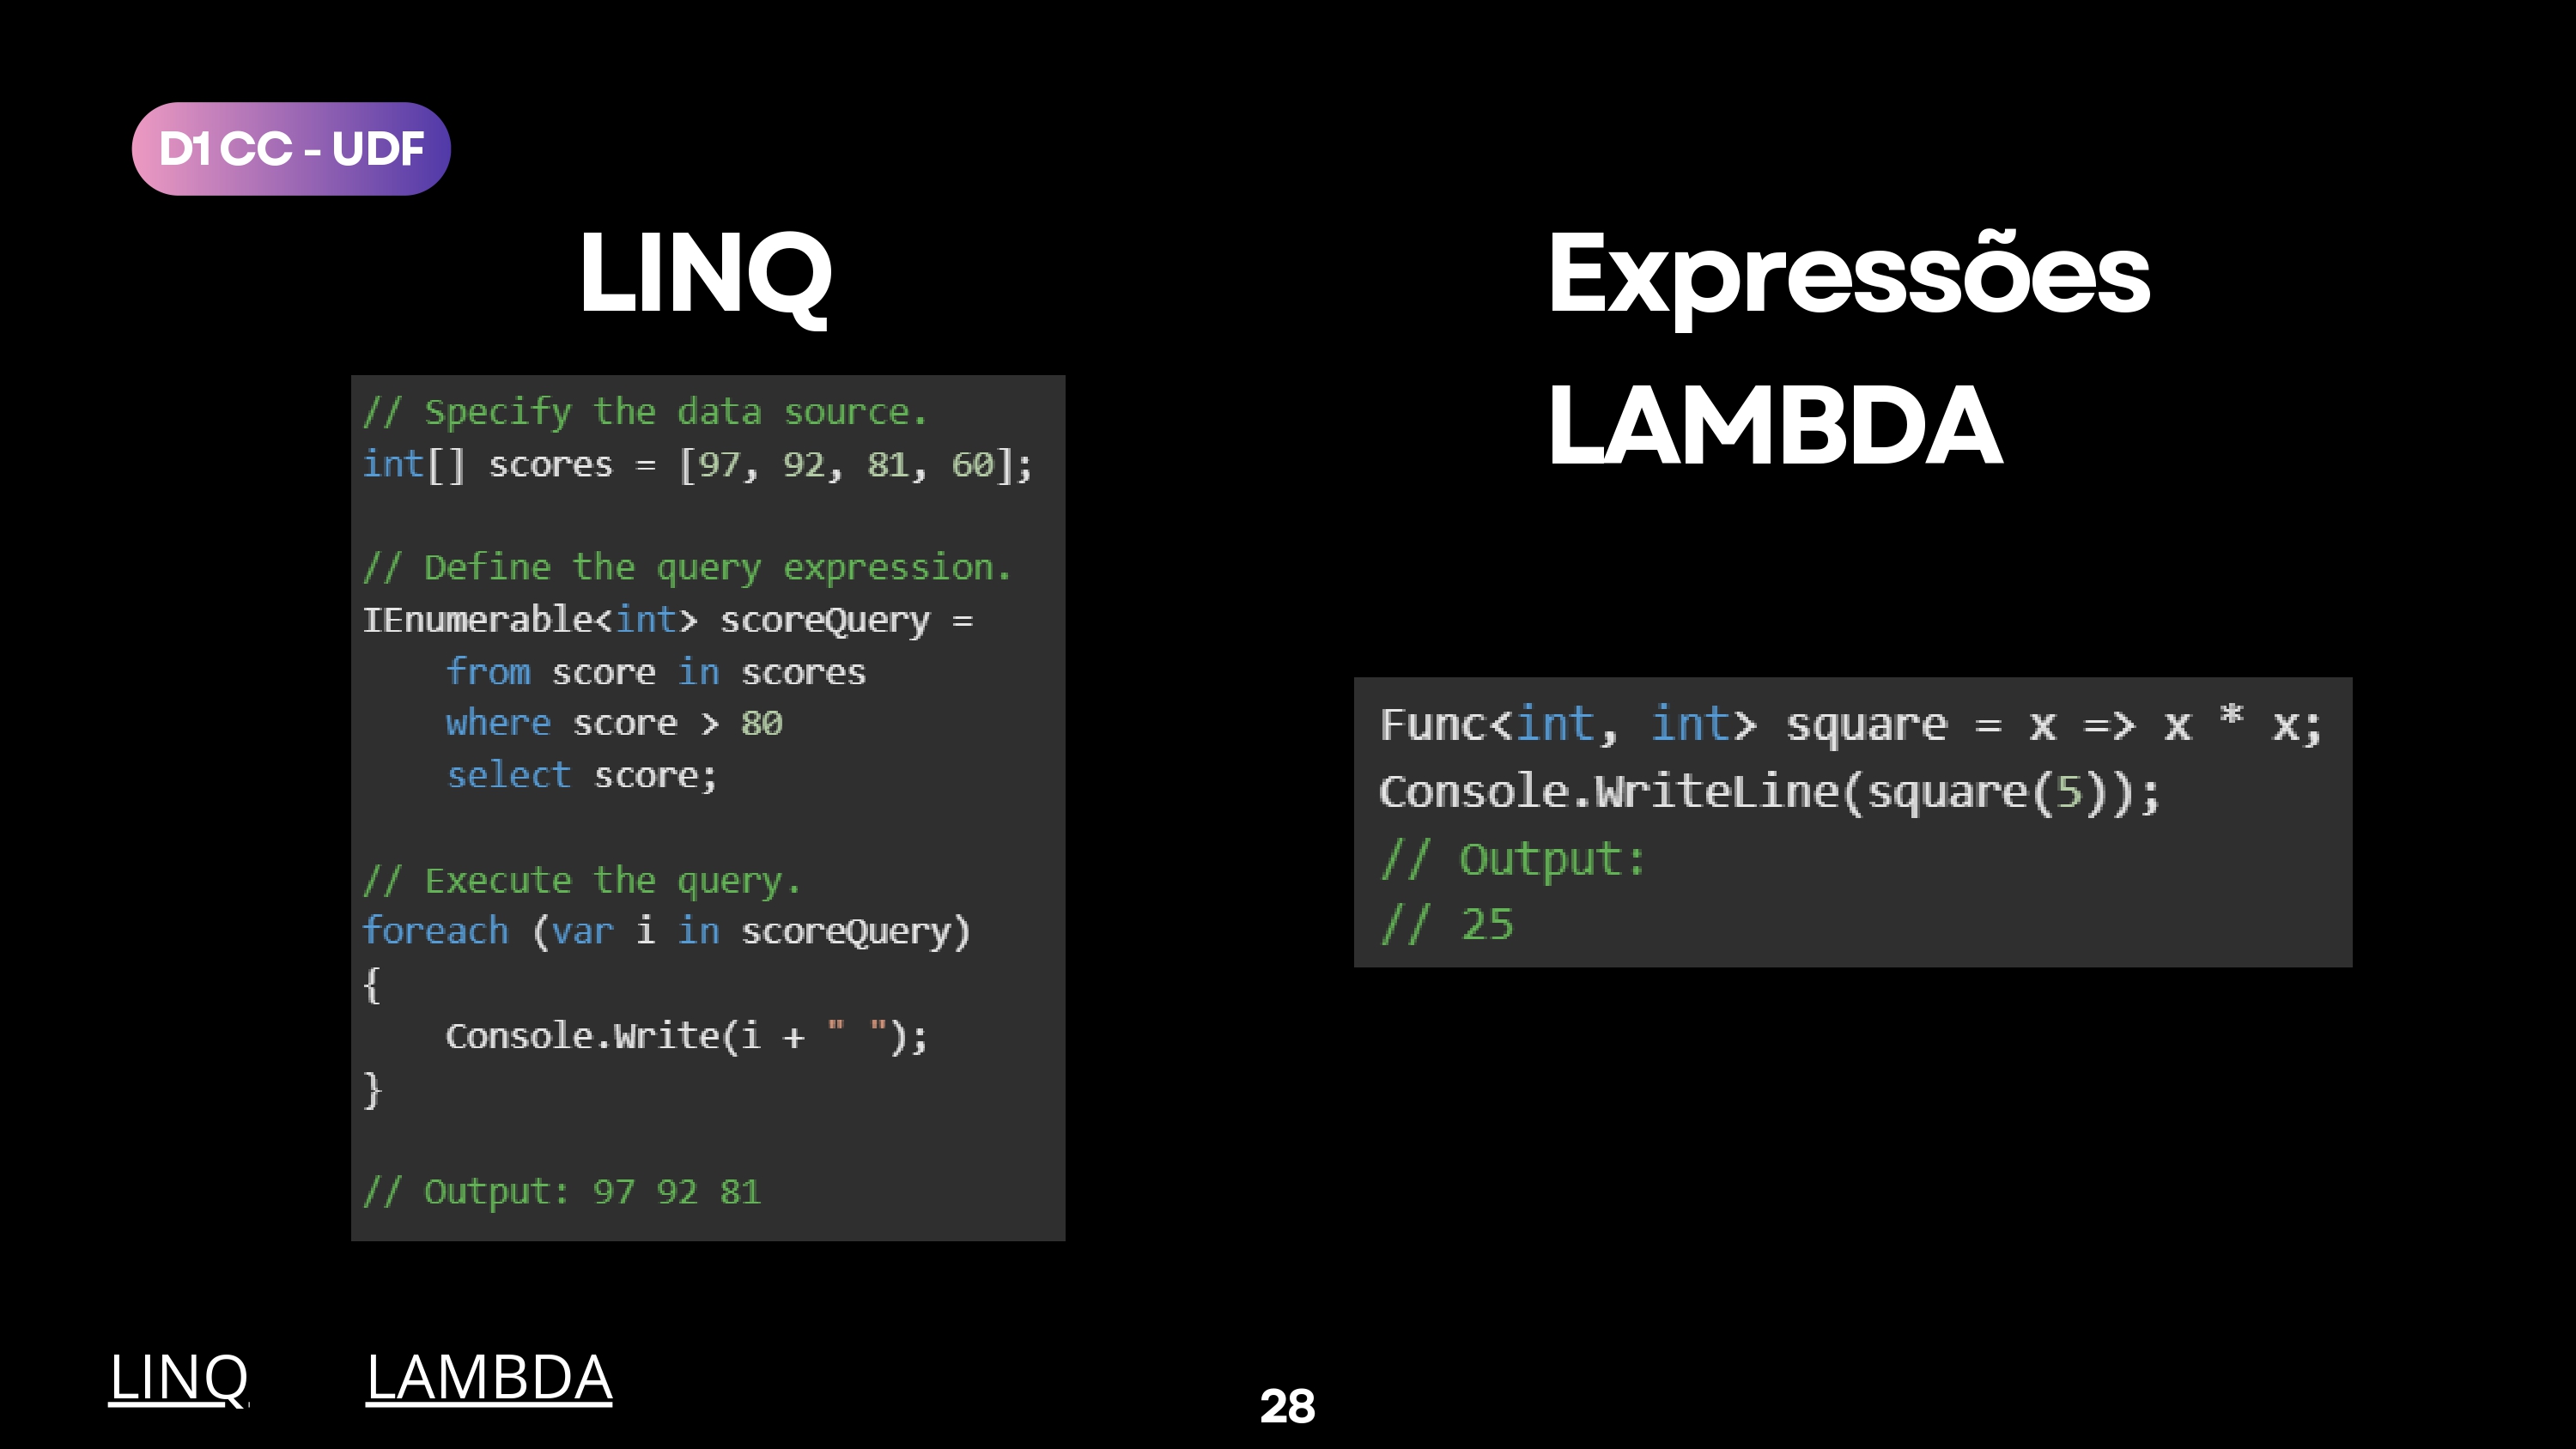 D1 CC - UDF
LINQ
// Specify the data source.
int[] scores = [97, 92, 81, 60];
// Define the query expression.
IEnumerable<int> scoreQuery =
    from score in scores
    where score > 80
    select score;
// Execute the query.
foreach (var i in scoreQuery)
{
    Console.Write(i + " ");
}
// Output: 97 92 81
Expressões
LAMBDA
Func<int, int> square = x => x * x;
Console.WriteLine(square(5));
// Output:
// 25
LINQ
LAMBDA
28